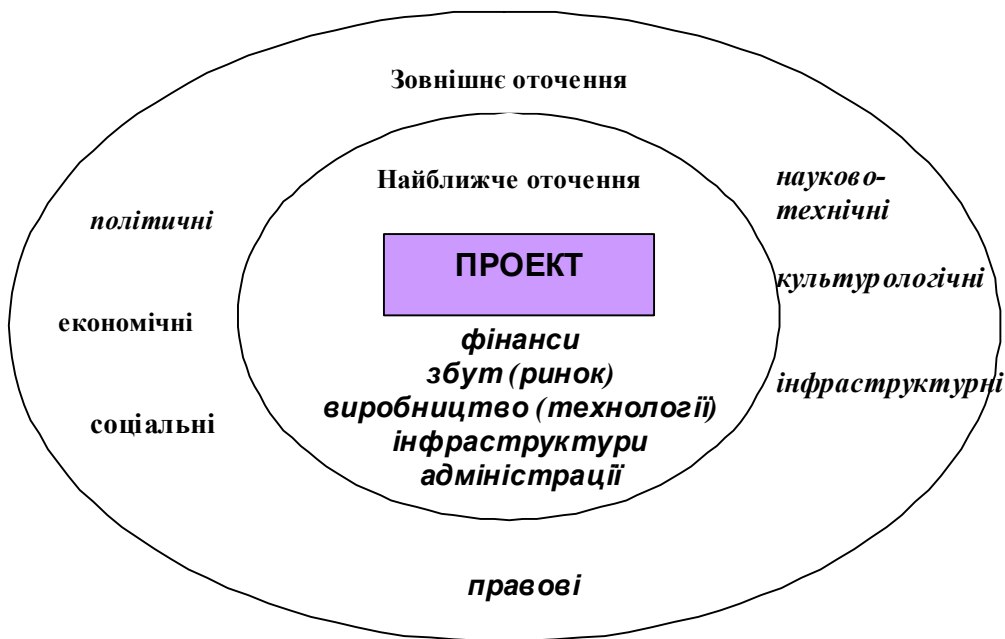 Зовнішнє оточення
Найближче оточення
науково-
технічні
політичні
ПРОЕКТ
культурологічні
економічні
фінанси
збут (ринок)
інфраструктурні
виробництво (технології)
соціальні
інфраструктури
адміністрації
правові